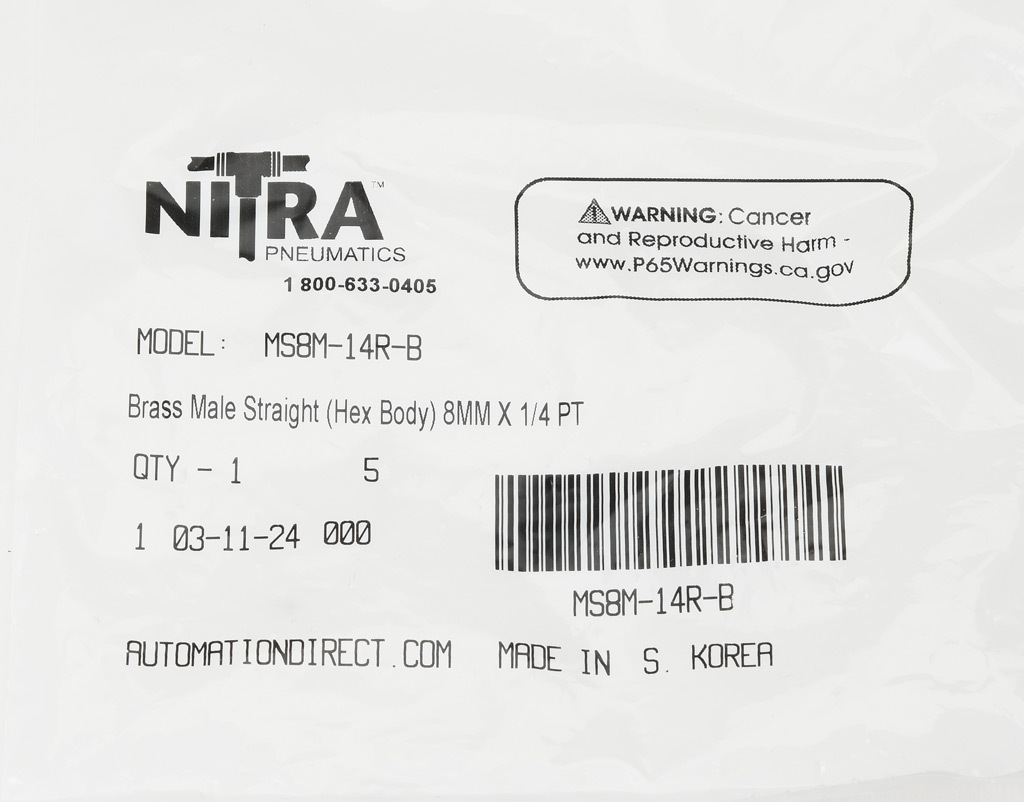 NITRA™
PNEUMATICS
1 800-633-0405
⚠WARNING: Cancer
and Reproductive Harm -
www.P65Warnings.ca.gov
MODEL: MS8M-14R-B
Brass Male Straight (Hex Body) 8MM X 1/4 PT
QTY - 1 5
1 03-11-24 000
MS8M-14R-B
AUTOMATIONDIRECT.COM MADE IN S. KOREA